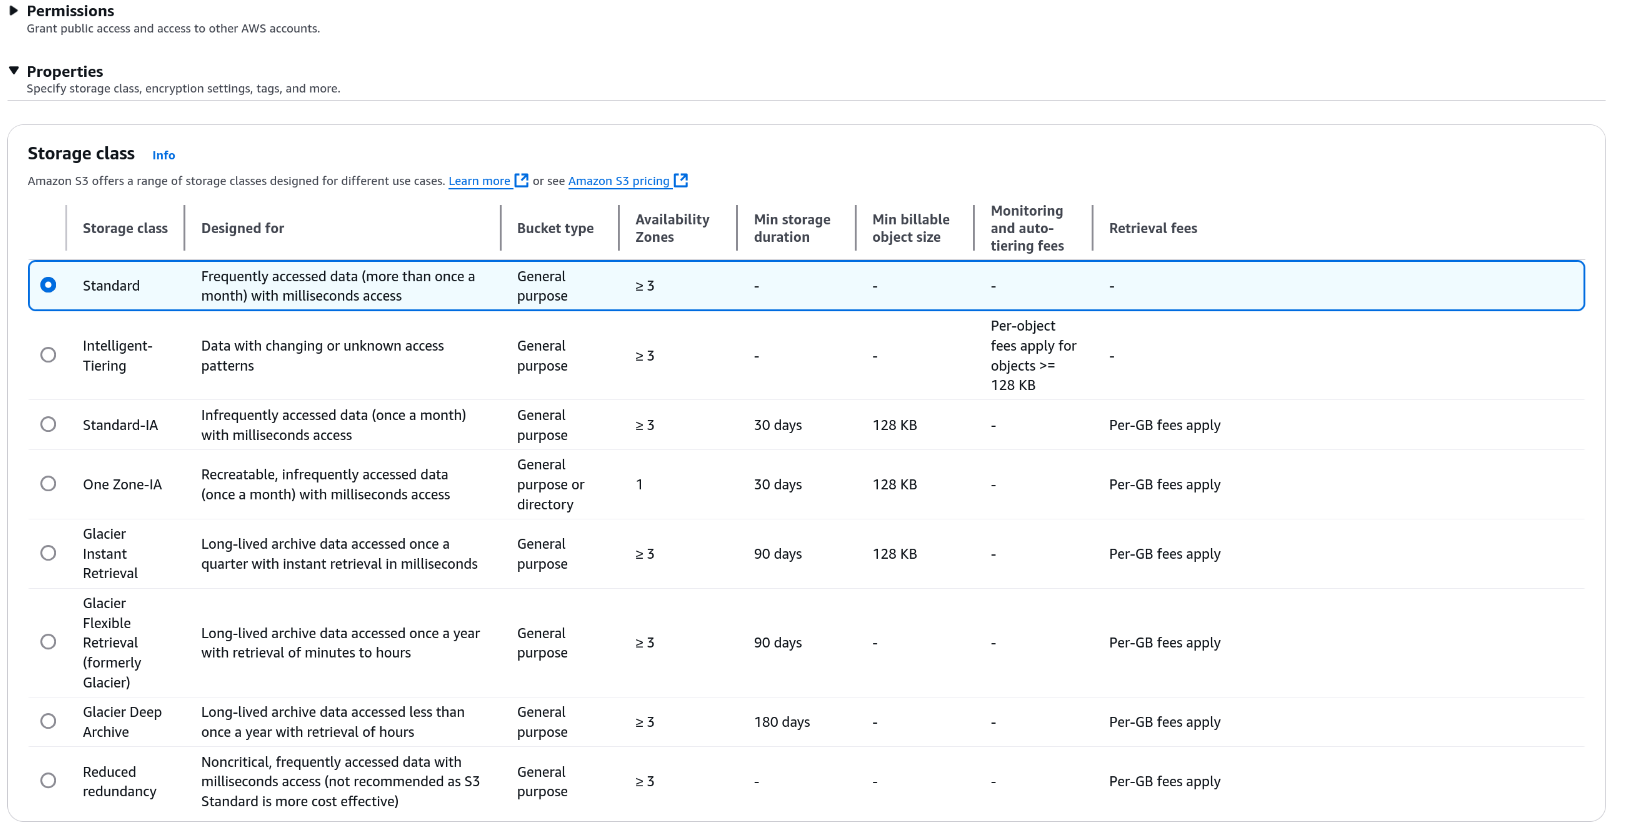 Permissions
Grant public access and access to other AWS accounts.
Properties
Specify storage class, encryption settings, tags, and more.
Storage class Info
Amazon S3 offers a range of storage classes designed for different use cases. Learn more or see Amazon S3 pricing
Storage class
Designed for
Bucket type
Availability
Zones
Min storage
duration
Min billable
object size
Monitoring
and auto-
tiering fees
Retrieval fees
Standard
Frequently accessed data (more than once a
month) with milliseconds access
General
purpose
≥ 3
-
-
-
-
Intelligent-
Tiering
Data with changing or unknown access
patterns
General
purpose
≥ 3
-
-
Per-object
fees apply for
objects >=
128 KB
-
Standard-IA
Infrequently accessed data (once a month)
with milliseconds access
General
purpose
≥ 3
30 days
128 KB
-
Per-GB fees apply
One Zone-IA
Recreatable, infrequently accessed data
(once a month) with milliseconds access
General
purpose or
directory
1
30 days
128 KB
-
Per-GB fees apply
Glacier
Instant
Retrieval
Long-lived archive data accessed once a
quarter with instant retrieval in milliseconds
General
purpose
≥ 3
90 days
128 KB
-
Per-GB fees apply
Glacier
Flexible
Retrieval
(formerly
Glacier)
Long-lived archive data accessed once a year
with retrieval of minutes to hours
General
purpose
≥ 3
90 days
-
-
Per-GB fees apply
Glacier Deep
Archive
Long-lived archive data accessed less than
once a year with retrieval of hours
General
purpose
≥ 3
180 days
-
-
Per-GB fees apply
Reduced
redundancy
Noncritical, frequently accessed data with
milliseconds access (not recommended as S3
Standard is more cost effective)
General
purpose
≥ 3
-
-
-
Per-GB fees apply